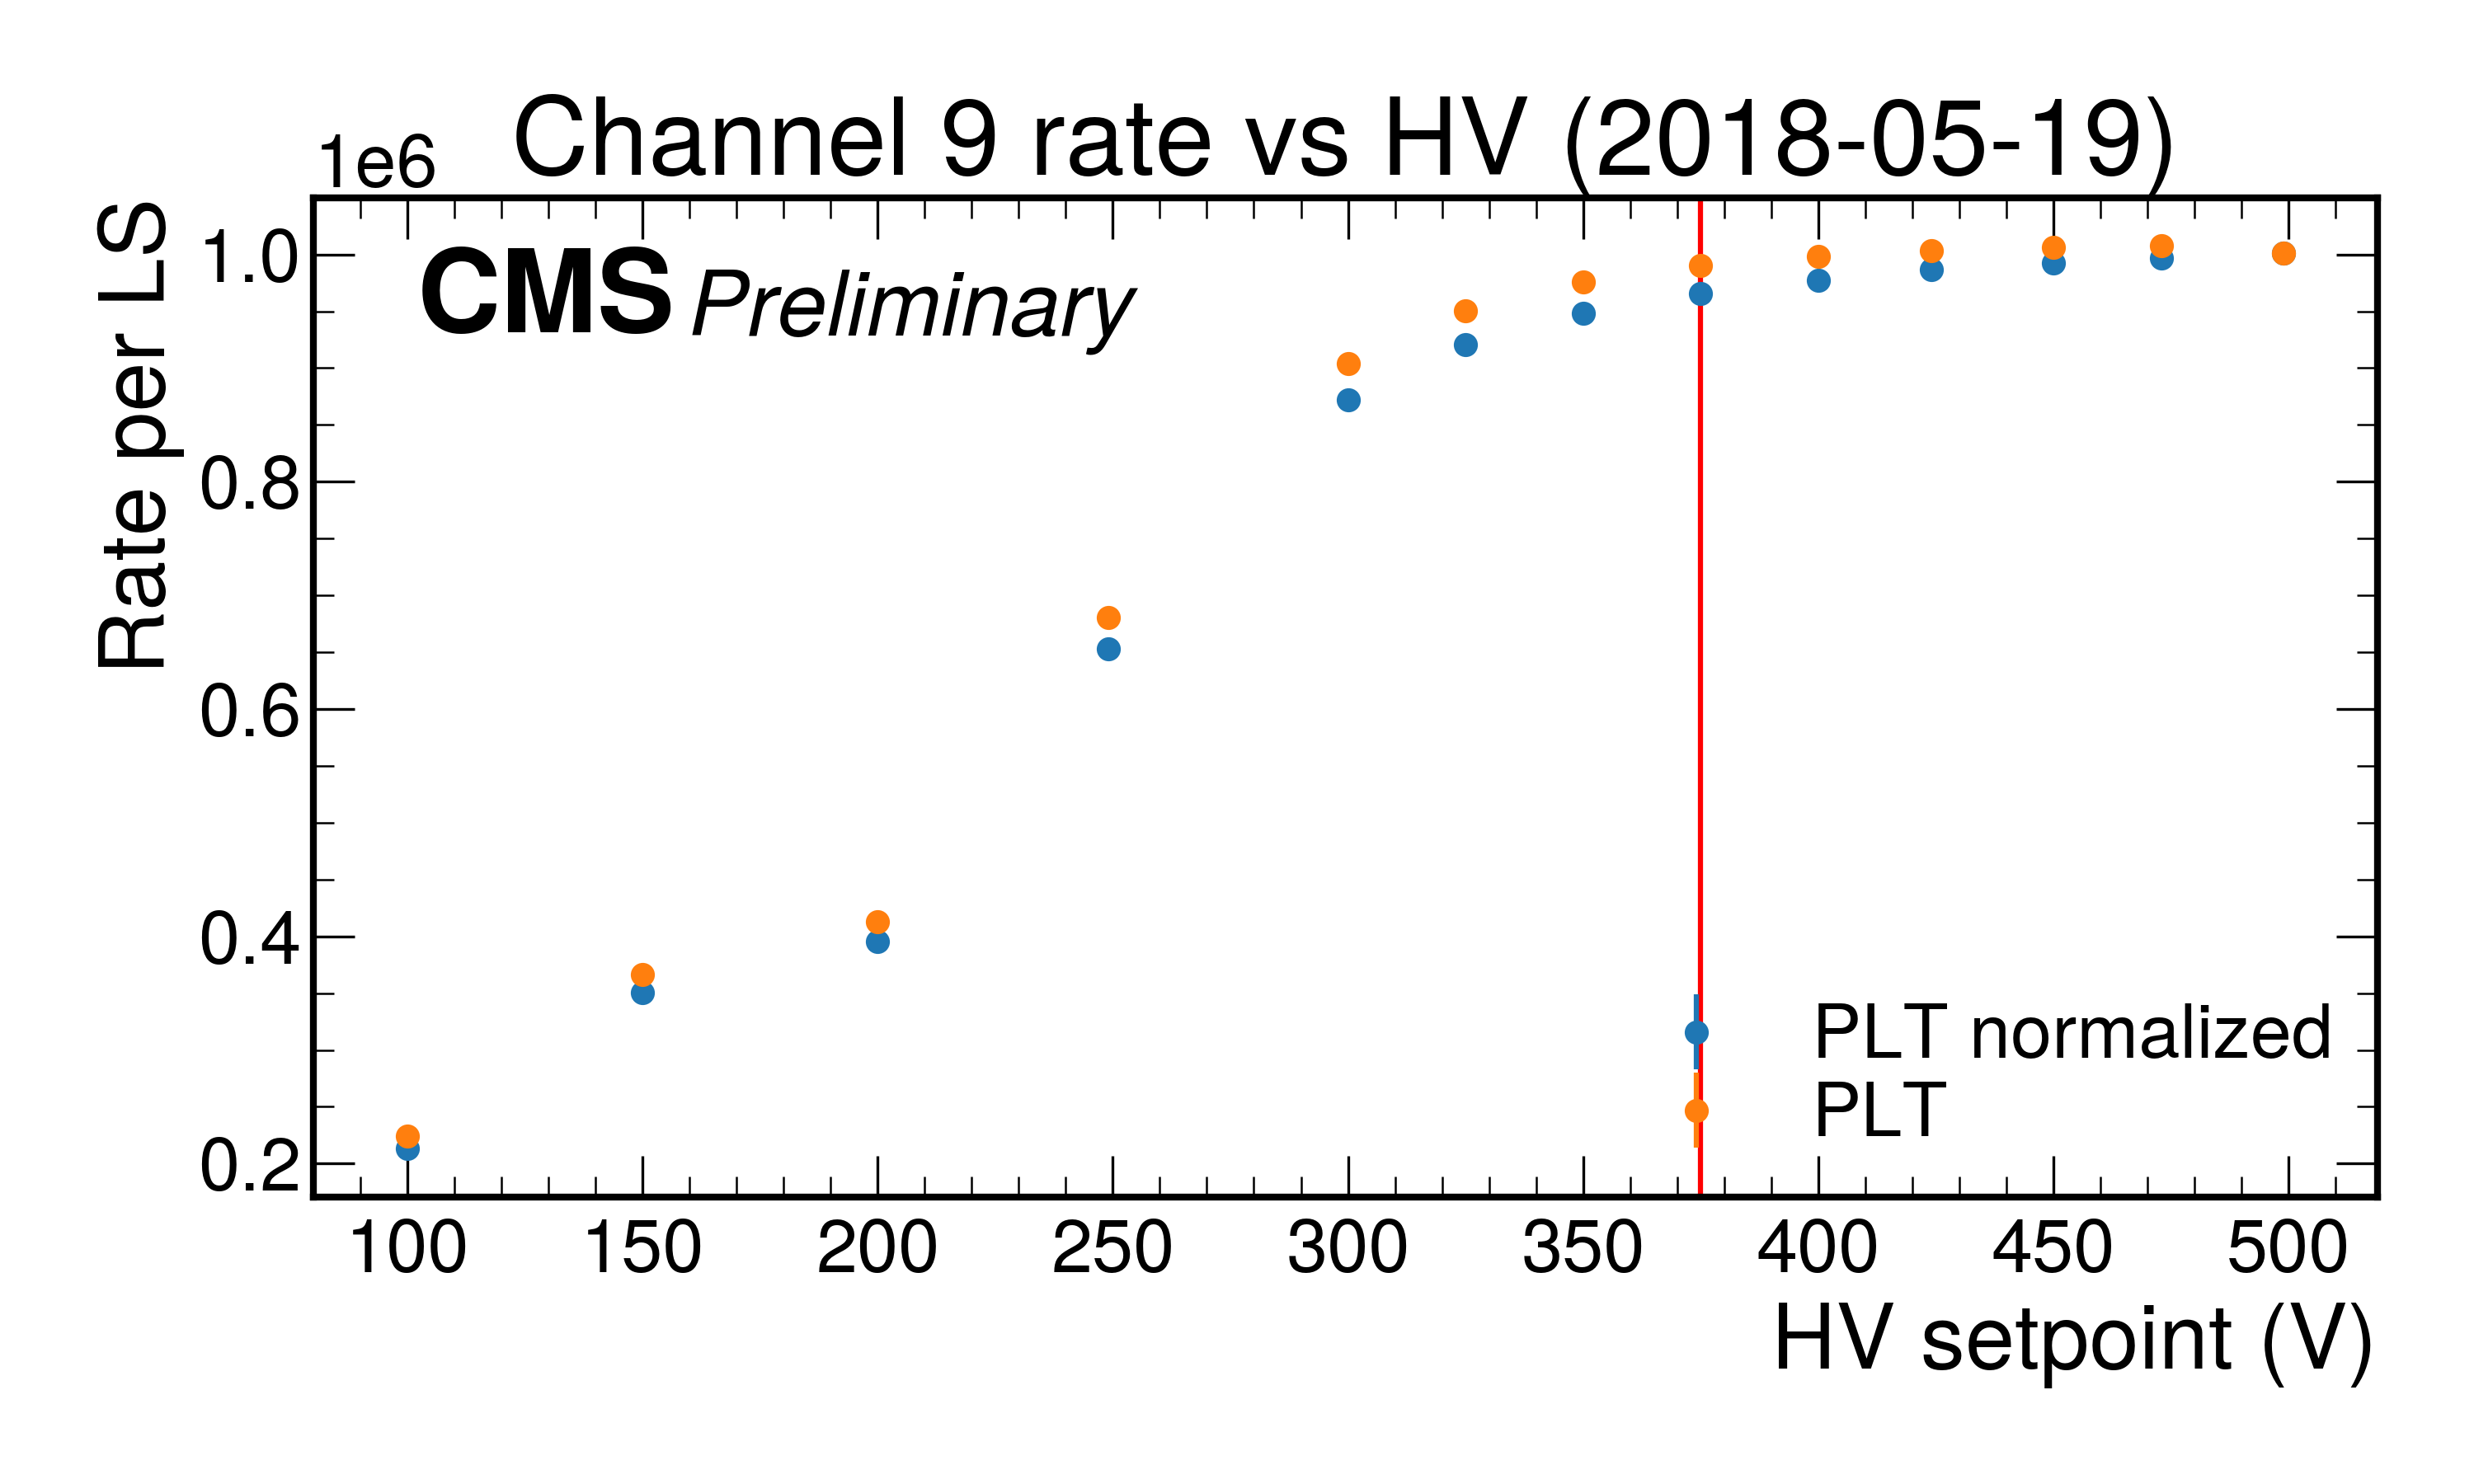 Channel 9 rate vs HV (2018-05-19)
1e6
Rate per LS
CMS Preliminary
1.0
0.8
0.6
0.4
0.2
PLT normalized
PLT
100 150 200 250 300 350 400 450 500
HV setpoint (V)